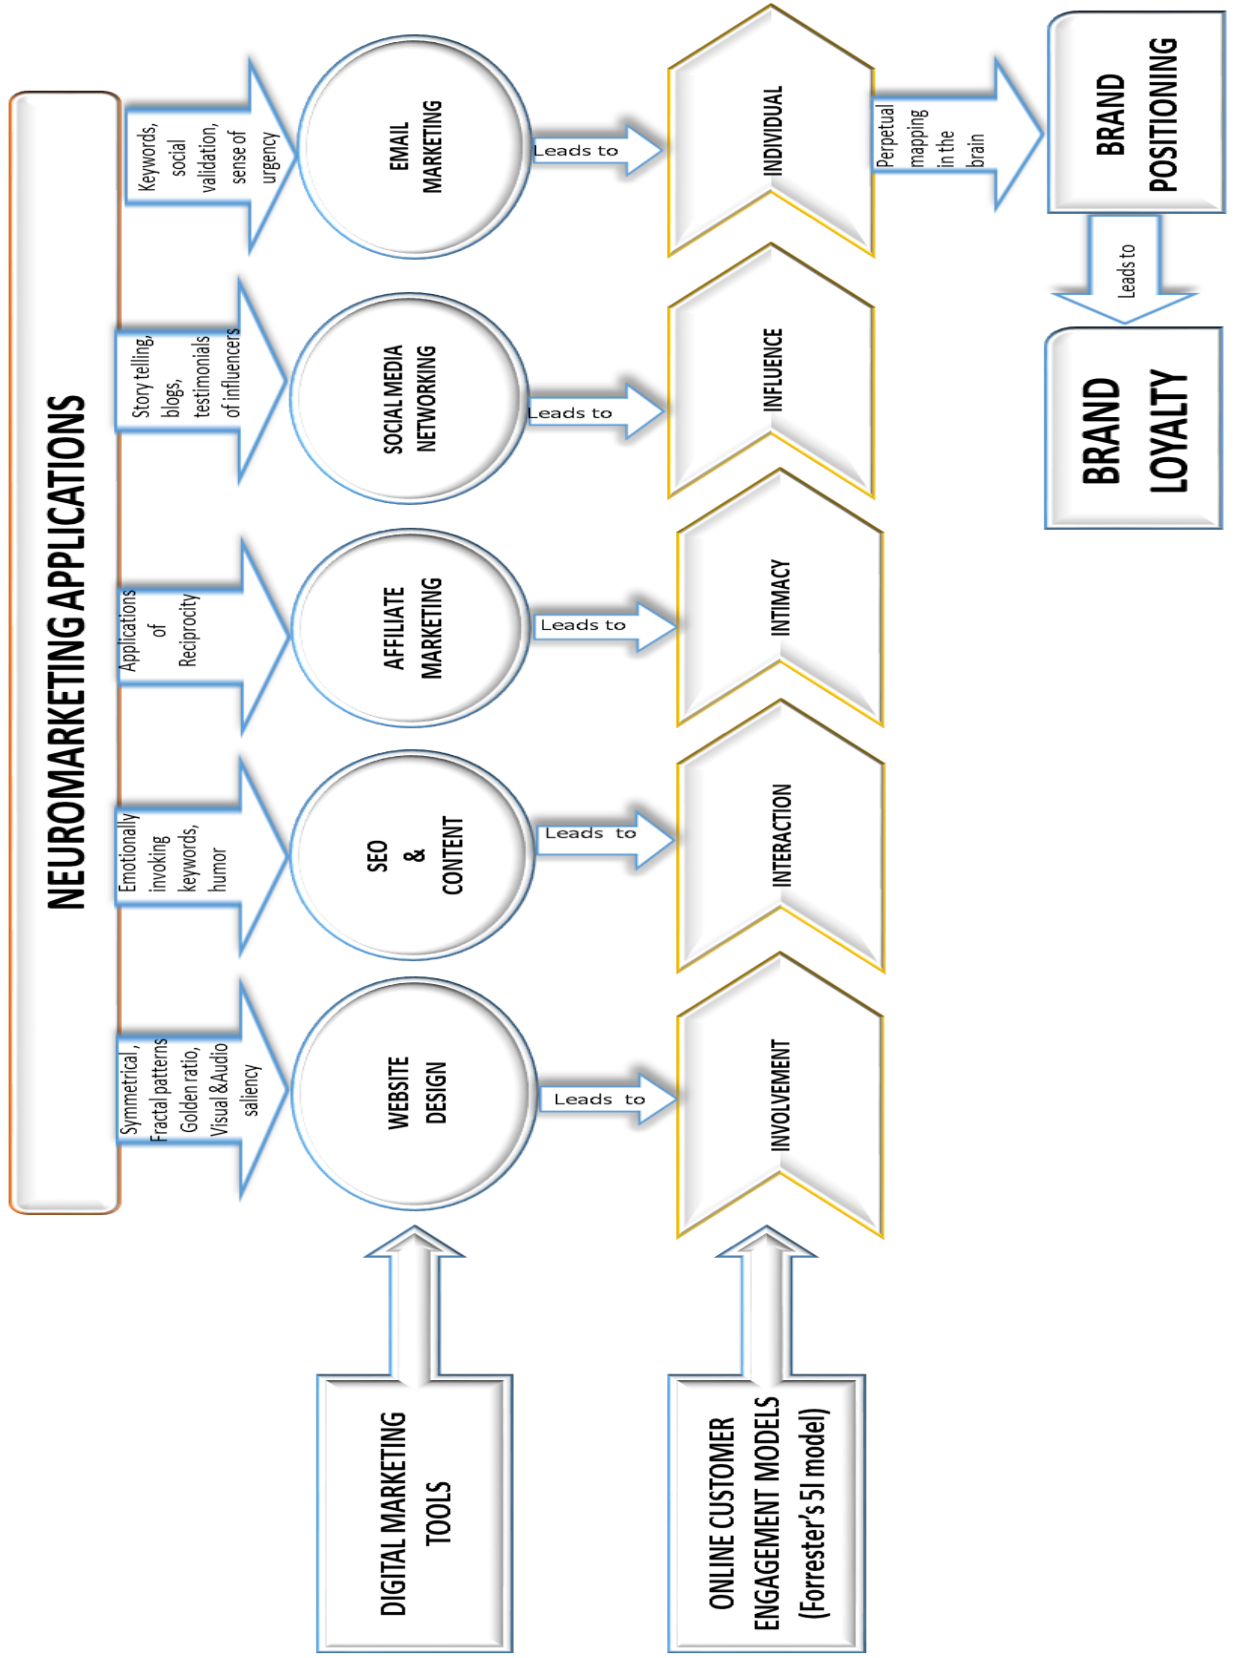 NEUROMARKETING APPLICATIONS
Symmetrical ,
Fractal patterns
Golden ratio,
Visual &Audio
saliency
Emotionally
invoking
keywords,
humor
Applications
of
Reciprocity
Story telling,
blogs,
testimonials
of influencers
Keywords,
social
validation,
sense of
urgency
DIGITAL MARKETING
TOOLS
WEBSITE
DESIGN
SEO
&
CONTENT
AFFILIATE
MARKETING
SOCIAL MEDIA
NETWORKING
EMAIL
MARKETING
Leads to
Leads to
Leads to
Leads to
Leads to
ONLINE CUSTOMER
ENGAGEMENT MODELS
(Forrester's 5I model)
INVOLVEMENT
INTERACTION
INTIMACY
INFLUENCE
INDIVIDUAL
Perpetual
mapping
in the
brain
BRAND
POSITIONING
Leads to
BRAND
LOYALTY